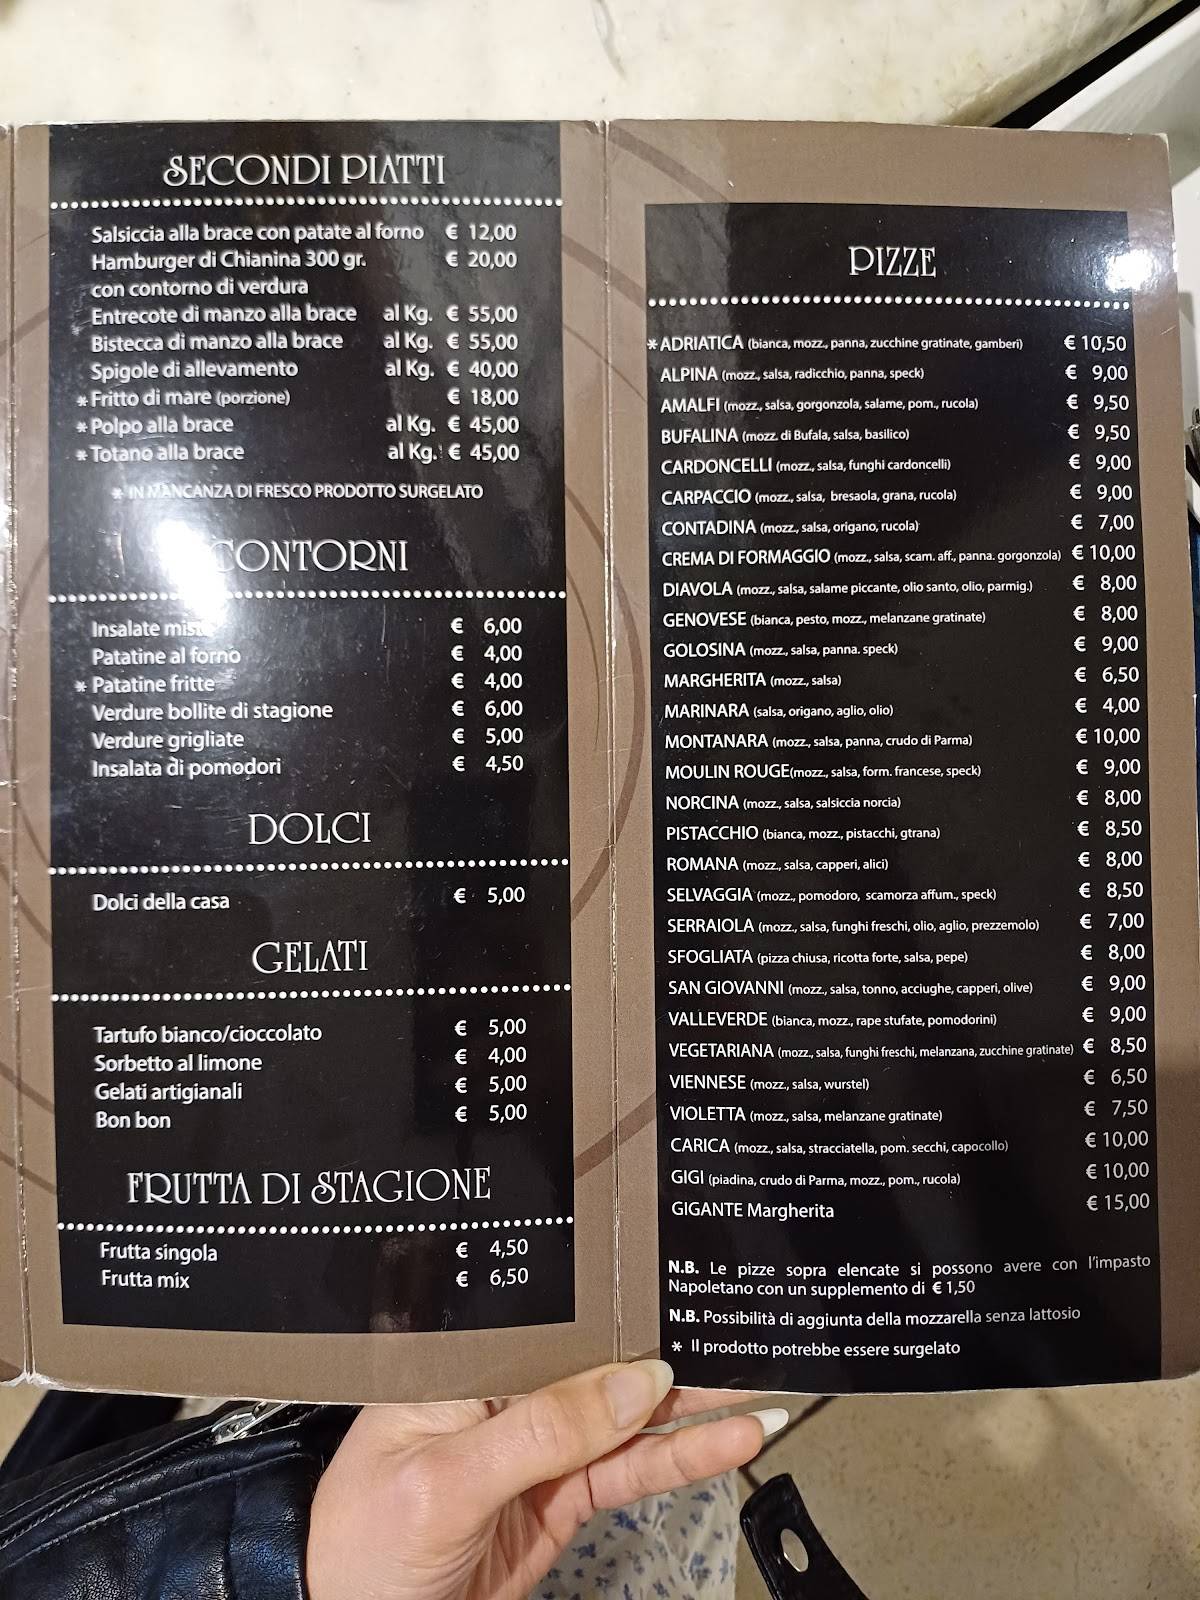 SECONDI PIATTI
Salsiccia alla brace con patate al forno € 12,00
Hamburger di Chianina 300 gr. € 20,00
con contorno di verdura
Entrecote di manzo alla brace al Kg. € 55,00
Bistecca di manzo alla brace al Kg. € 55,00
Spigole di allevamento al Kg. € 40,00
* Fritto di mare (porzione) € 18,00
* Polpo alla brace al Kg. € 45,00
* Totano alla brace al Kg. € 45,00
* IN MANCANZA DI FRESCO PRODOTTO SURGELATO
CONTORNI
Insalate miste € 6,00
Patatine al forno € 4,00
* Patatine fritte € 4,00
Verdure bollite di stagione € 6,00
Verdure grigliate € 5,00
Insalata di pomodori € 4,50
DOLCI
Dolci della casa € 5,00
GELATI
Tartufo bianco/cioccolato € 5,00
Sorbetto al limone € 4,00
Gelati artigianali € 5,00
Bon bon € 5,00
FRUTTA DI STAGIONE
Frutta singola € 4,50
Frutta mix € 6,50
PIZZE
* ADRIATICA (bianca, mozz., panna, zucchine gratinate, gamberi) € 10,50
ALPINA (mozz., salsa, radicchio, panna, speck) € 9,00
AMALFI (mozz., salsa, gorgonzola, salame, pom., rucola) € 9,50
BUFALINA (mozz. di Bufala, salsa, basilico) € 9,50
CARDONCELLI (mozz., salsa, funghi cardoncelli) € 9,00
CARPACCIO (mozz., salsa, bresaola, grana, rucola) € 9,00
CONTADINA (mozz., salsa, origano, rucola) € 7,00
CREMA DI FORMAGGIO (mozz., salsa, scam. aff., panna. gorgonzola) € 10,00
DIAVOLA (mozz., salsa, salame piccante, olio santo, olio, parmig.) € 8,00
GENOVESE (bianca, pesto, mozz., melanzane gratinate) € 8,00
GOLOSINA (mozz., salsa, panna. speck) € 9,00
MARGHERITA (mozz., salsa) € 6,50
MARINARA (salsa, origano, aglio, olio) € 4,00
MONTANARA (mozz., salsa, panna, crudo di Parma) € 10,00
MOULIN ROUGE(mozz., salsa, form. francese, speck) € 9,00
NORCINA (mozz., salsa, salsiccia norcia) € 8,00
PISTACCHIO (bianca, mozz., pistacchi, gtrana) € 8,50
ROMANA (mozz., salsa, capperi, alici) € 8,00
SELVAGGIA (mozz., pomodoro, scamorza affum., speck) € 8,50
SERRAIOLA (mozz., salsa, funghi freschi, olio, aglio, prezzemolo) € 7,00
SFOGLIATA (pizza chiusa, ricotta forte, salsa, pepe) € 8,00
SAN GIOVANNI (mozz., salsa, tonno, acciughe, capperi, olive) € 9,00
VALLEVERDE (bianca, mozz., rape stufate, pomodorini) € 9,00
VEGETARIANA (mozz., salsa, funghi freschi, melanzana, zucchine gratinate) € 8,50
VIENNESE (mozz., salsa, wurstel) € 6,50
VIOLETTA (mozz., salsa, melanzane gratinate) € 7,50
CARICA (mozz., salsa, stracciatella, pom. secchi, capocollo) € 10,00
GIGI (piadina, crudo di Parma, mozz., pom., rucola) € 10,00
GIGANTE Margherita € 15,00
N.B. Le pizze sopra elencate si possono avere con l'impasto
Napoletano con un supplemento di € 1,50
N.B. Possibilità di aggiunta della mozzarella senza lattosio
* Il prodotto potrebbe essere surgelato